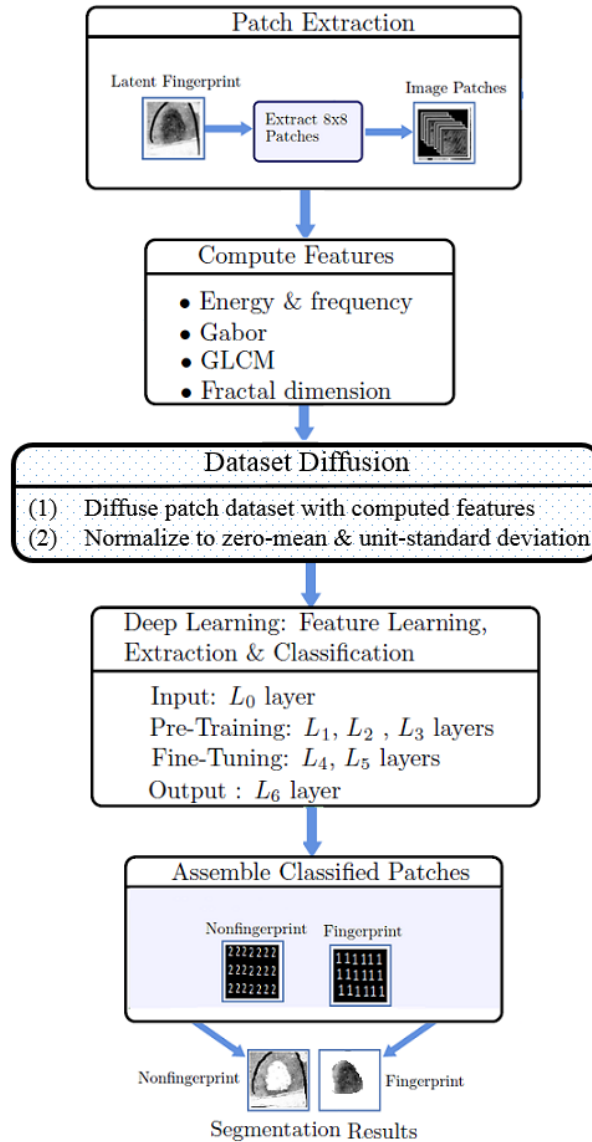 Patch Extraction
Latent Fingerprint
Extract 8x8
Patches
Image Patches
Compute Features
• Energy & frequency
• Gabor
• GLCM
• Fractal dimension
Dataset Diffusion
(1) Diffuse patch dataset with computed features
(2) Normalize to zero-mean & unit-standard deviation
Deep Learning: Feature Learning,
Extraction & Classification
Input: L₀ layer
Pre-Training: L₁, L₂ , L₃ layers
Fine-Tuning: L₄, L₅ layers
Output : L₆ layer
Assemble Classified Patches
Nonfingerprint
2222222
2222222
2222222
Fingerprint
111111
111111
111111
Nonfingerprint
Fingerprint
Segmentation Results